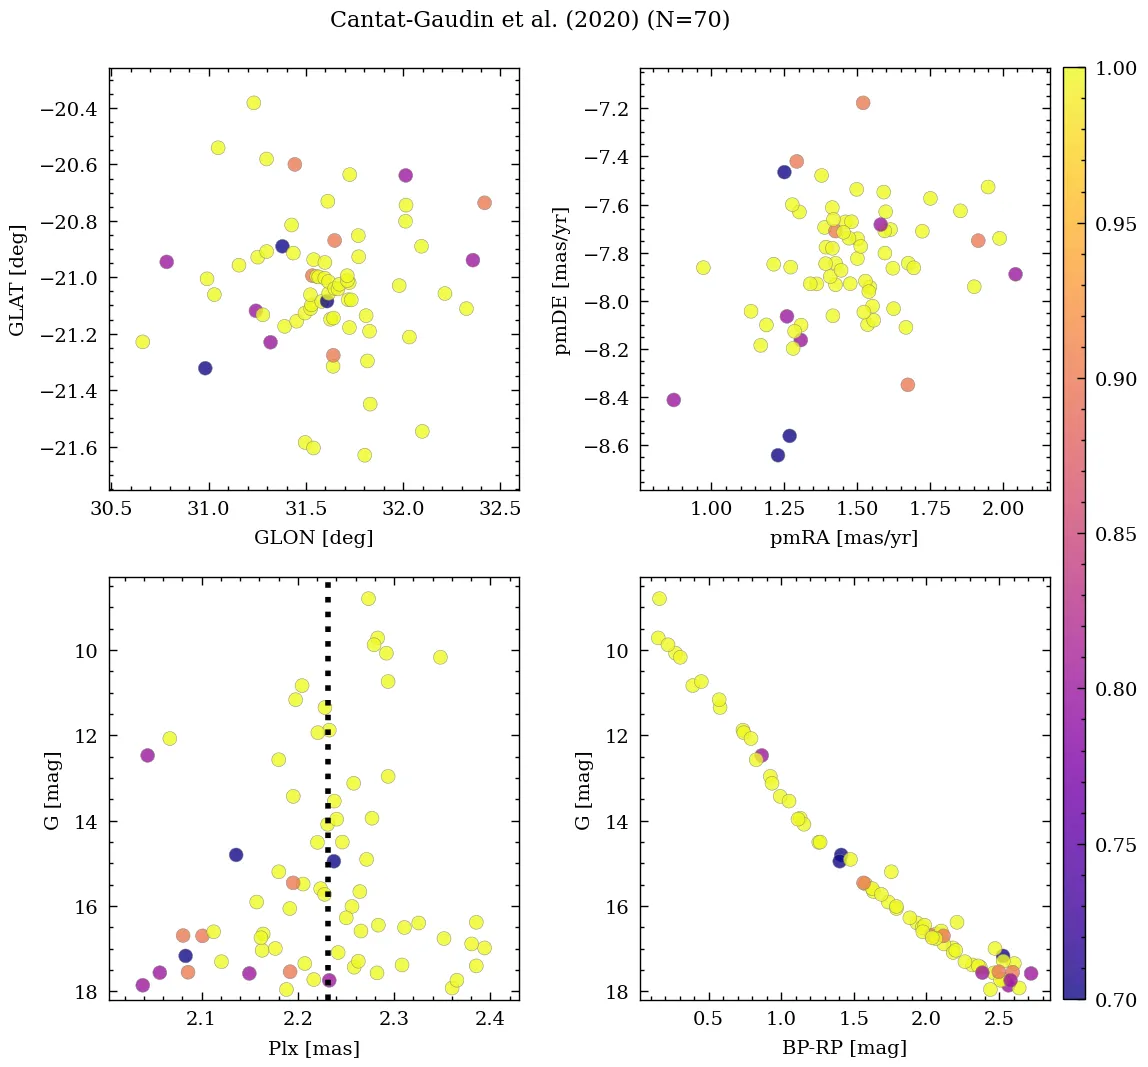 Cantat-Gaudin et al. (2020) (N=70)
−20.4
−20.6
−20.8
−21.0
−21.2
−21.4
−21.6
GLAT [deg]
30.5 31.0 31.5 32.0 32.5
GLON [deg]
−7.2
−7.4
−7.6
−7.8
−8.0
−8.2
−8.4
−8.6
pmDE [mas/yr]
1.00 1.25 1.50 1.75 2.00
pmRA [mas/yr]
10
12
14
16
18
G [mag]
2.1 2.2 2.3 2.4
Plx [mas]
10
12
14
16
18
G [mag]
0.5 1.0 1.5 2.0 2.5
BP-RP [mag]
1.00
0.95
0.90
0.85
0.80
0.75
0.70